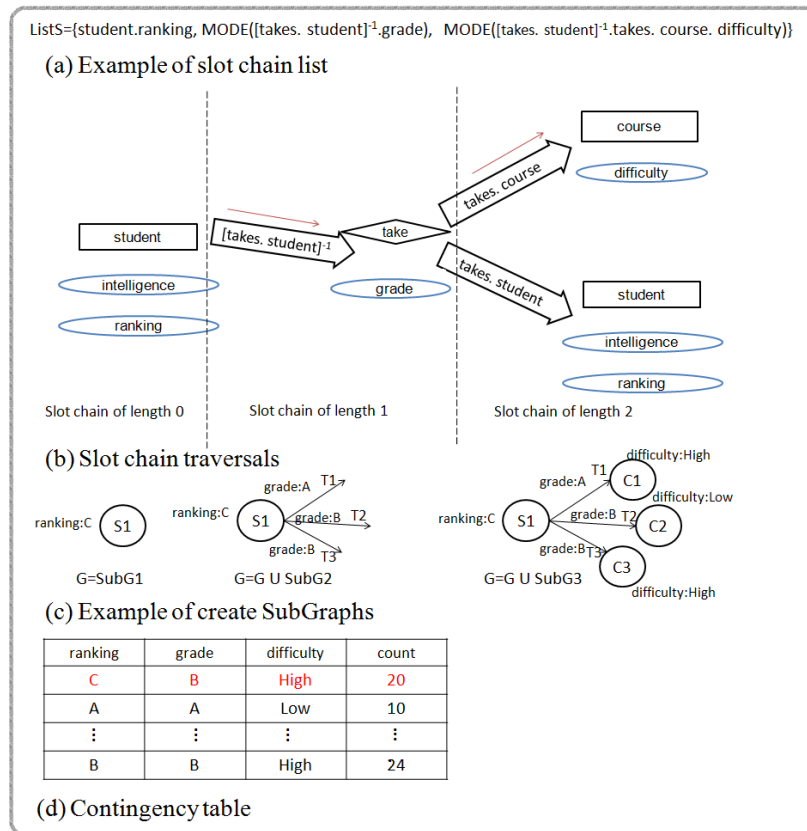 ListS={student.ranking, MODE([takes. student]⁻¹.grade), MODE([takes. student]⁻¹.takes. course. difficulty)}
(a) Example of slot chain list
course
difficulty
takes. course
student
[takes. student]⁻¹
take
intelligence
grade
takes. student
student
ranking
intelligence
ranking
Slot chain of length 0
Slot chain of length 1
Slot chain of length 2
(b) Slot chain traversals
ranking:C
S1
G=SubG1
ranking:C
S1
grade:A
T1
grade:B
T2
grade:B
T3
G=G U SubG2
ranking:C
S1
grade:A
T1
C1
difficulty:High
grade:B
T2
C2
difficulty:Low
grade:B
T3
C3
difficulty:High
G=G U SubG3
(c) Example of create SubGraphs
ranking grade difficulty count
C B High 20
A A Low 10
⋮ ⋮ ⋮ ⋮
B B High 24
(d) Contingency table